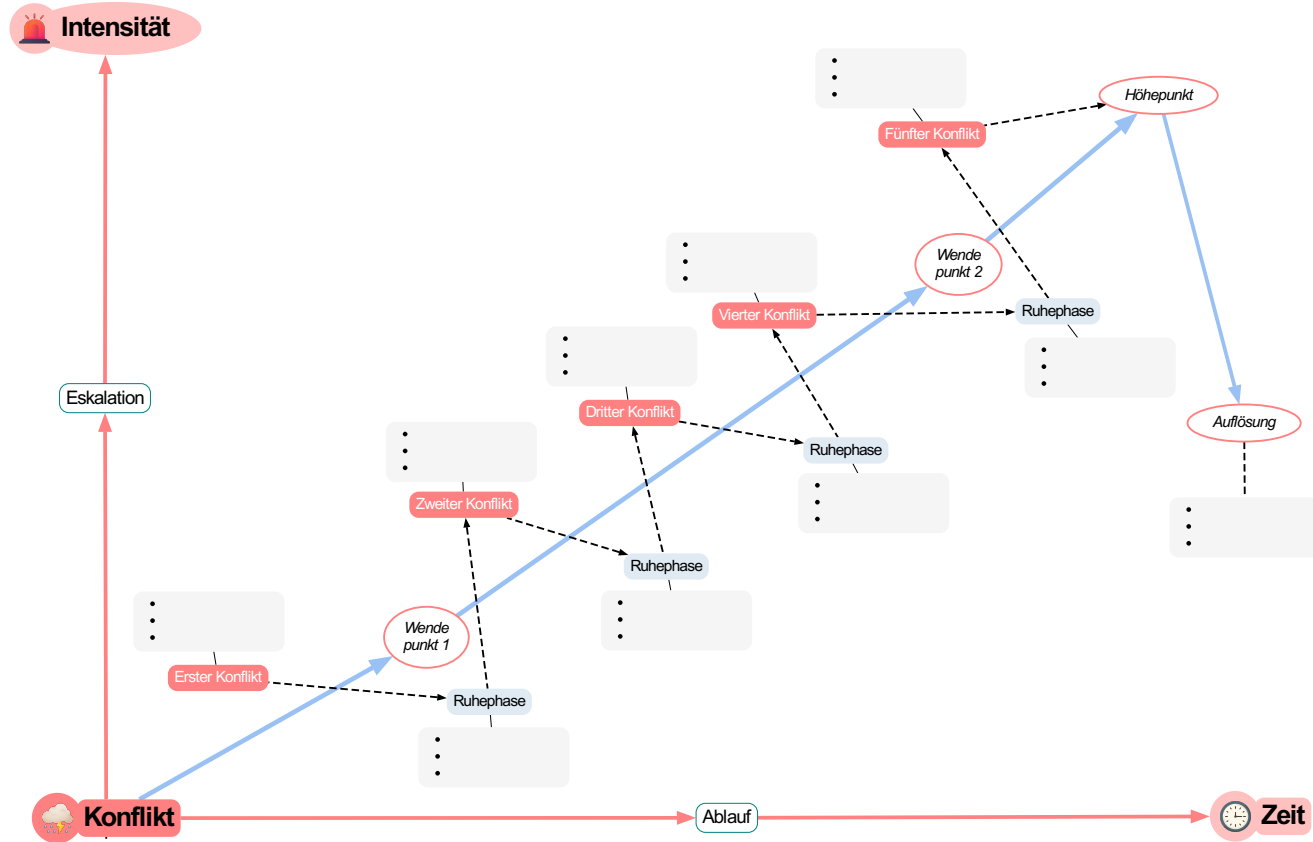 Intensität
Höhepunkt
Fünfter Konflikt
Wende
punkt 2
Vierter Konflikt
Ruhephase
Eskalation
Dritter Konflikt
Auflösung
Ruhephase
Zweiter Konflikt
Ruhephase
Wende
punkt 1
Erster Konflikt
Ruhephase
Konflikt
Ablauf
Zeit